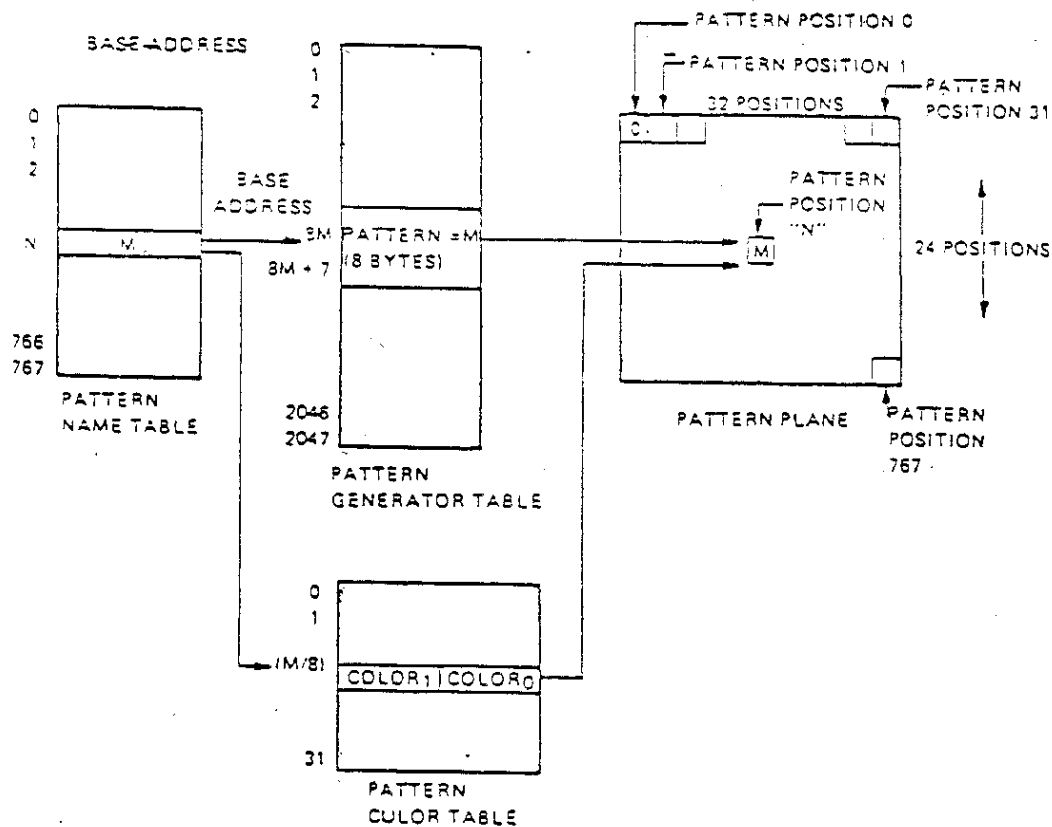 BASE ADDRESS
0
1
2
N
M
766
767
PATTERN
NAME TABLE
BASE
ADDRESS
0
1
2
8M
8M + 7
PATTERN =M
(8 BYTES)
2046
2047
PATTERN
GENERATOR TABLE
PATTERN POSITION 0
PATTERN POSITION 1
32 POSITIONS
PATTERN
POSITION 31
0
PATTERN
POSITION
"N"
M
24 POSITIONS
PATTERN PLANE
PATTERN
POSITION
767
0
1
(M/8)
COLOR1 COLOR0
31
PATTERN
COLOR TABLE